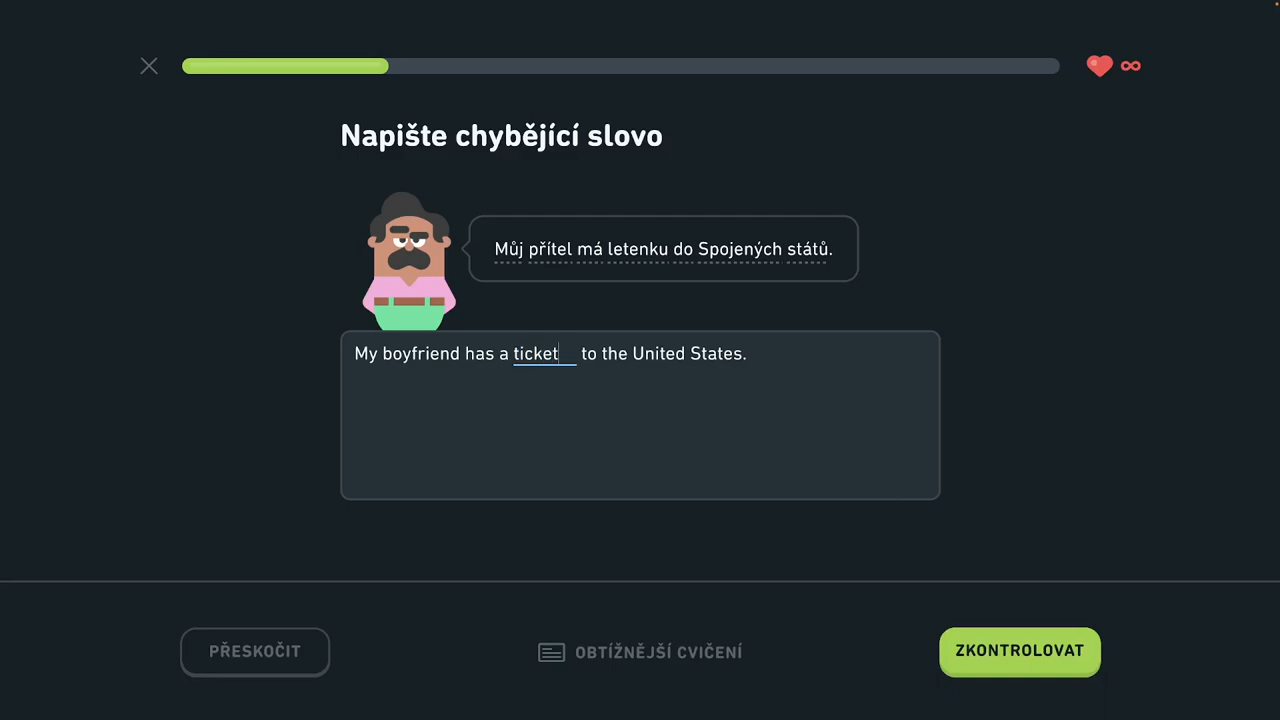 ∞
Napište chybějící slovo
Můj přítel má letenku do Spojených států.
My boyfriend has a ticket to the United States.
PŘESKOČIT
OBTÍŽNĚJŠÍ CVIČENÍ
ZKONTROLOVAT